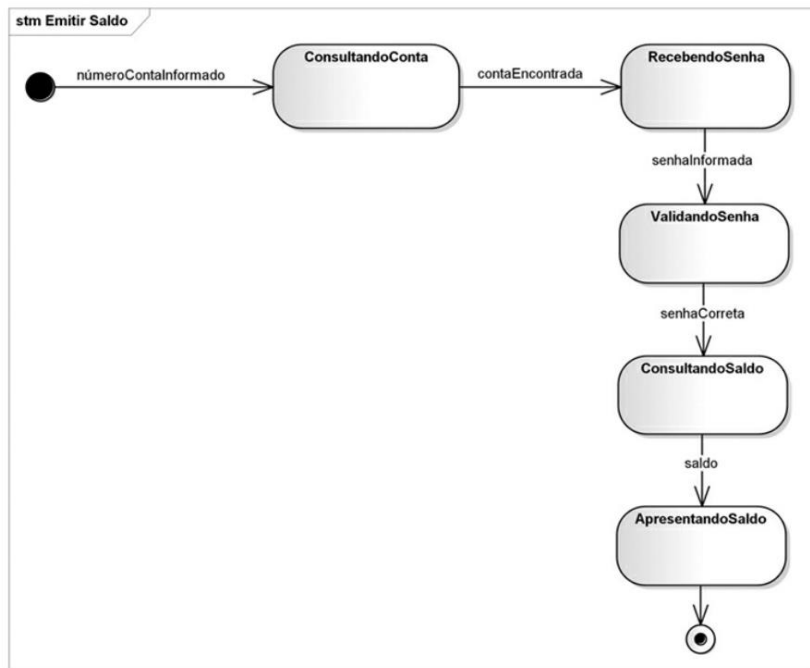 stm Emitir Saldo
númeroContaInformado
ConsultandoConta
contaEncontrada
RecebendoSenha
senhaInformada
ValidandoSenha
senhaCorreta
ConsultandoSaldo
saldo
ApresentandoSaldo